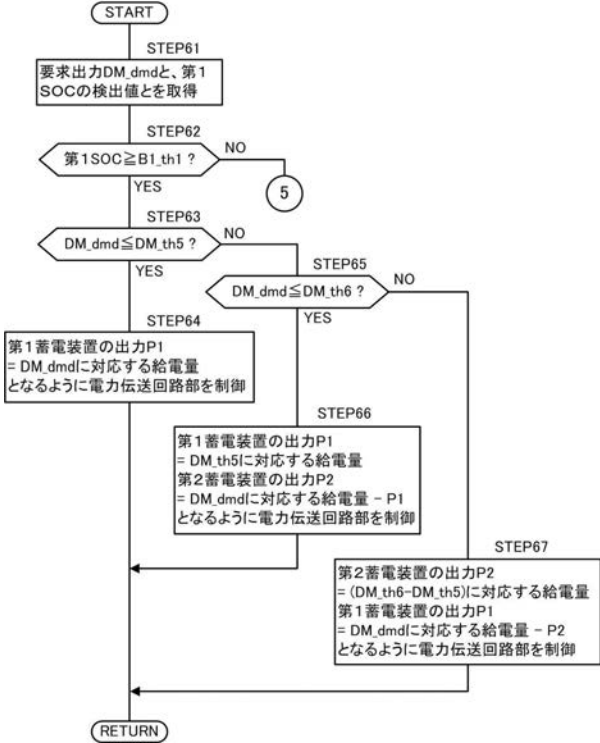 START
STEP61
要求出力DM_dmdと、第1
SOCの検出値とを取得
STEP62
第1SOC≧B1_th1 ?
NO
YES
5
STEP63
DM_dmd≦DM_th5 ?
NO
YES
STEP65
DM_dmd≦DM_th6 ?
NO
YES
STEP64
第1蓄電装置の出力P1
= DM_dmdに対応する給電量
となるように電力伝送回路部を制御
STEP66
第1蓄電装置の出力P1
= DM_th5に対応する給電量
第2蓄電装置の出力P2
= DM_dmdに対応する給電量 - P1
となるように電力伝送回路部を制御
STEP67
第2蓄電装置の出力P2
= (DM_th6-DM_th5)に対応する給電量
第1蓄電装置の出力P1
= DM_dmdに対応する給電量 - P2
となるように電力伝送回路部を制御
RETURN